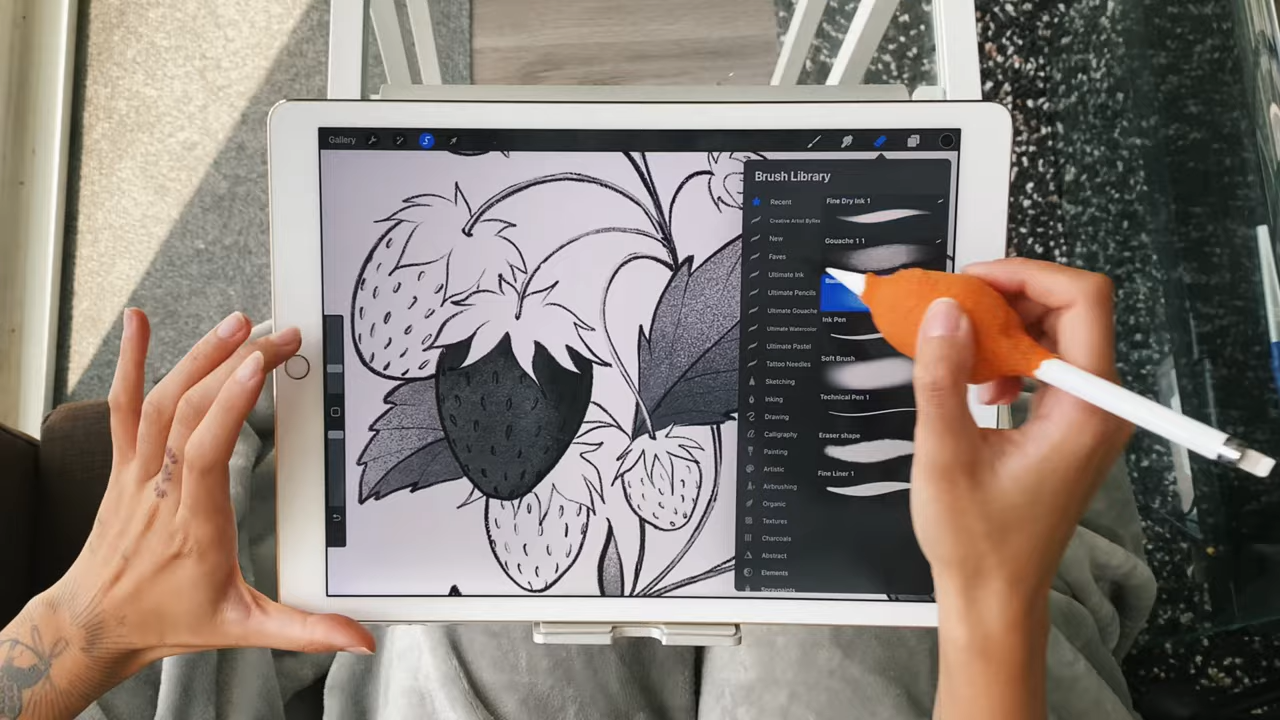 Gallery
Brush Library
Recent
Creative Artist Byllex
New
Faves
Ultimate Ink
Ultimate Pencils
Ultimate Gouache
Ultimate Watercolor
Ultimate Pastel
Tattoo Needles
Sketching
Inking
Drawing
Calligraphy
Painting
Artistic
Airbrushing
Organic
Textures
Charcoals
Abstract
Elements
Spraypaints
Fine Dry Ink 1
Gouache 1 1
Ink Pen
Soft Brush
Technical Pen 1
Eraser shape
Fine Liner 1